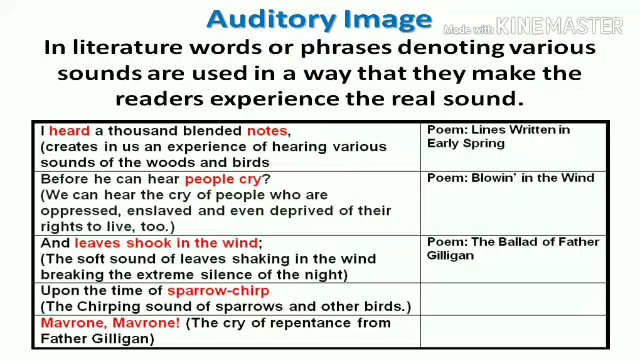 Auditory Image
Made with KINEMASTER
In literature words or phrases denoting various
sounds are used in a way that they make the
readers experience the real sound.
I heard a thousand blended notes,
(creates in us an experience of hearing various
sounds of the woods and birds
Poem: Lines Written in
Early Spring
Before he can hear people cry?
(We can hear the cry of people who are
oppressed, enslaved and even deprived of their
rights to live, too.)
Poem: Blowin' in the Wind
And leaves shook in the wind;
(The soft sound of leaves shaking in the wind
breaking the extreme silence of the night)
Poem: The Ballad of Father
Gilligan
Upon the time of sparrow-chirp
(The Chirping sound of sparrows and other birds.)
Mavrone, Mavrone! (The cry of repentance from
Father Gilligan)